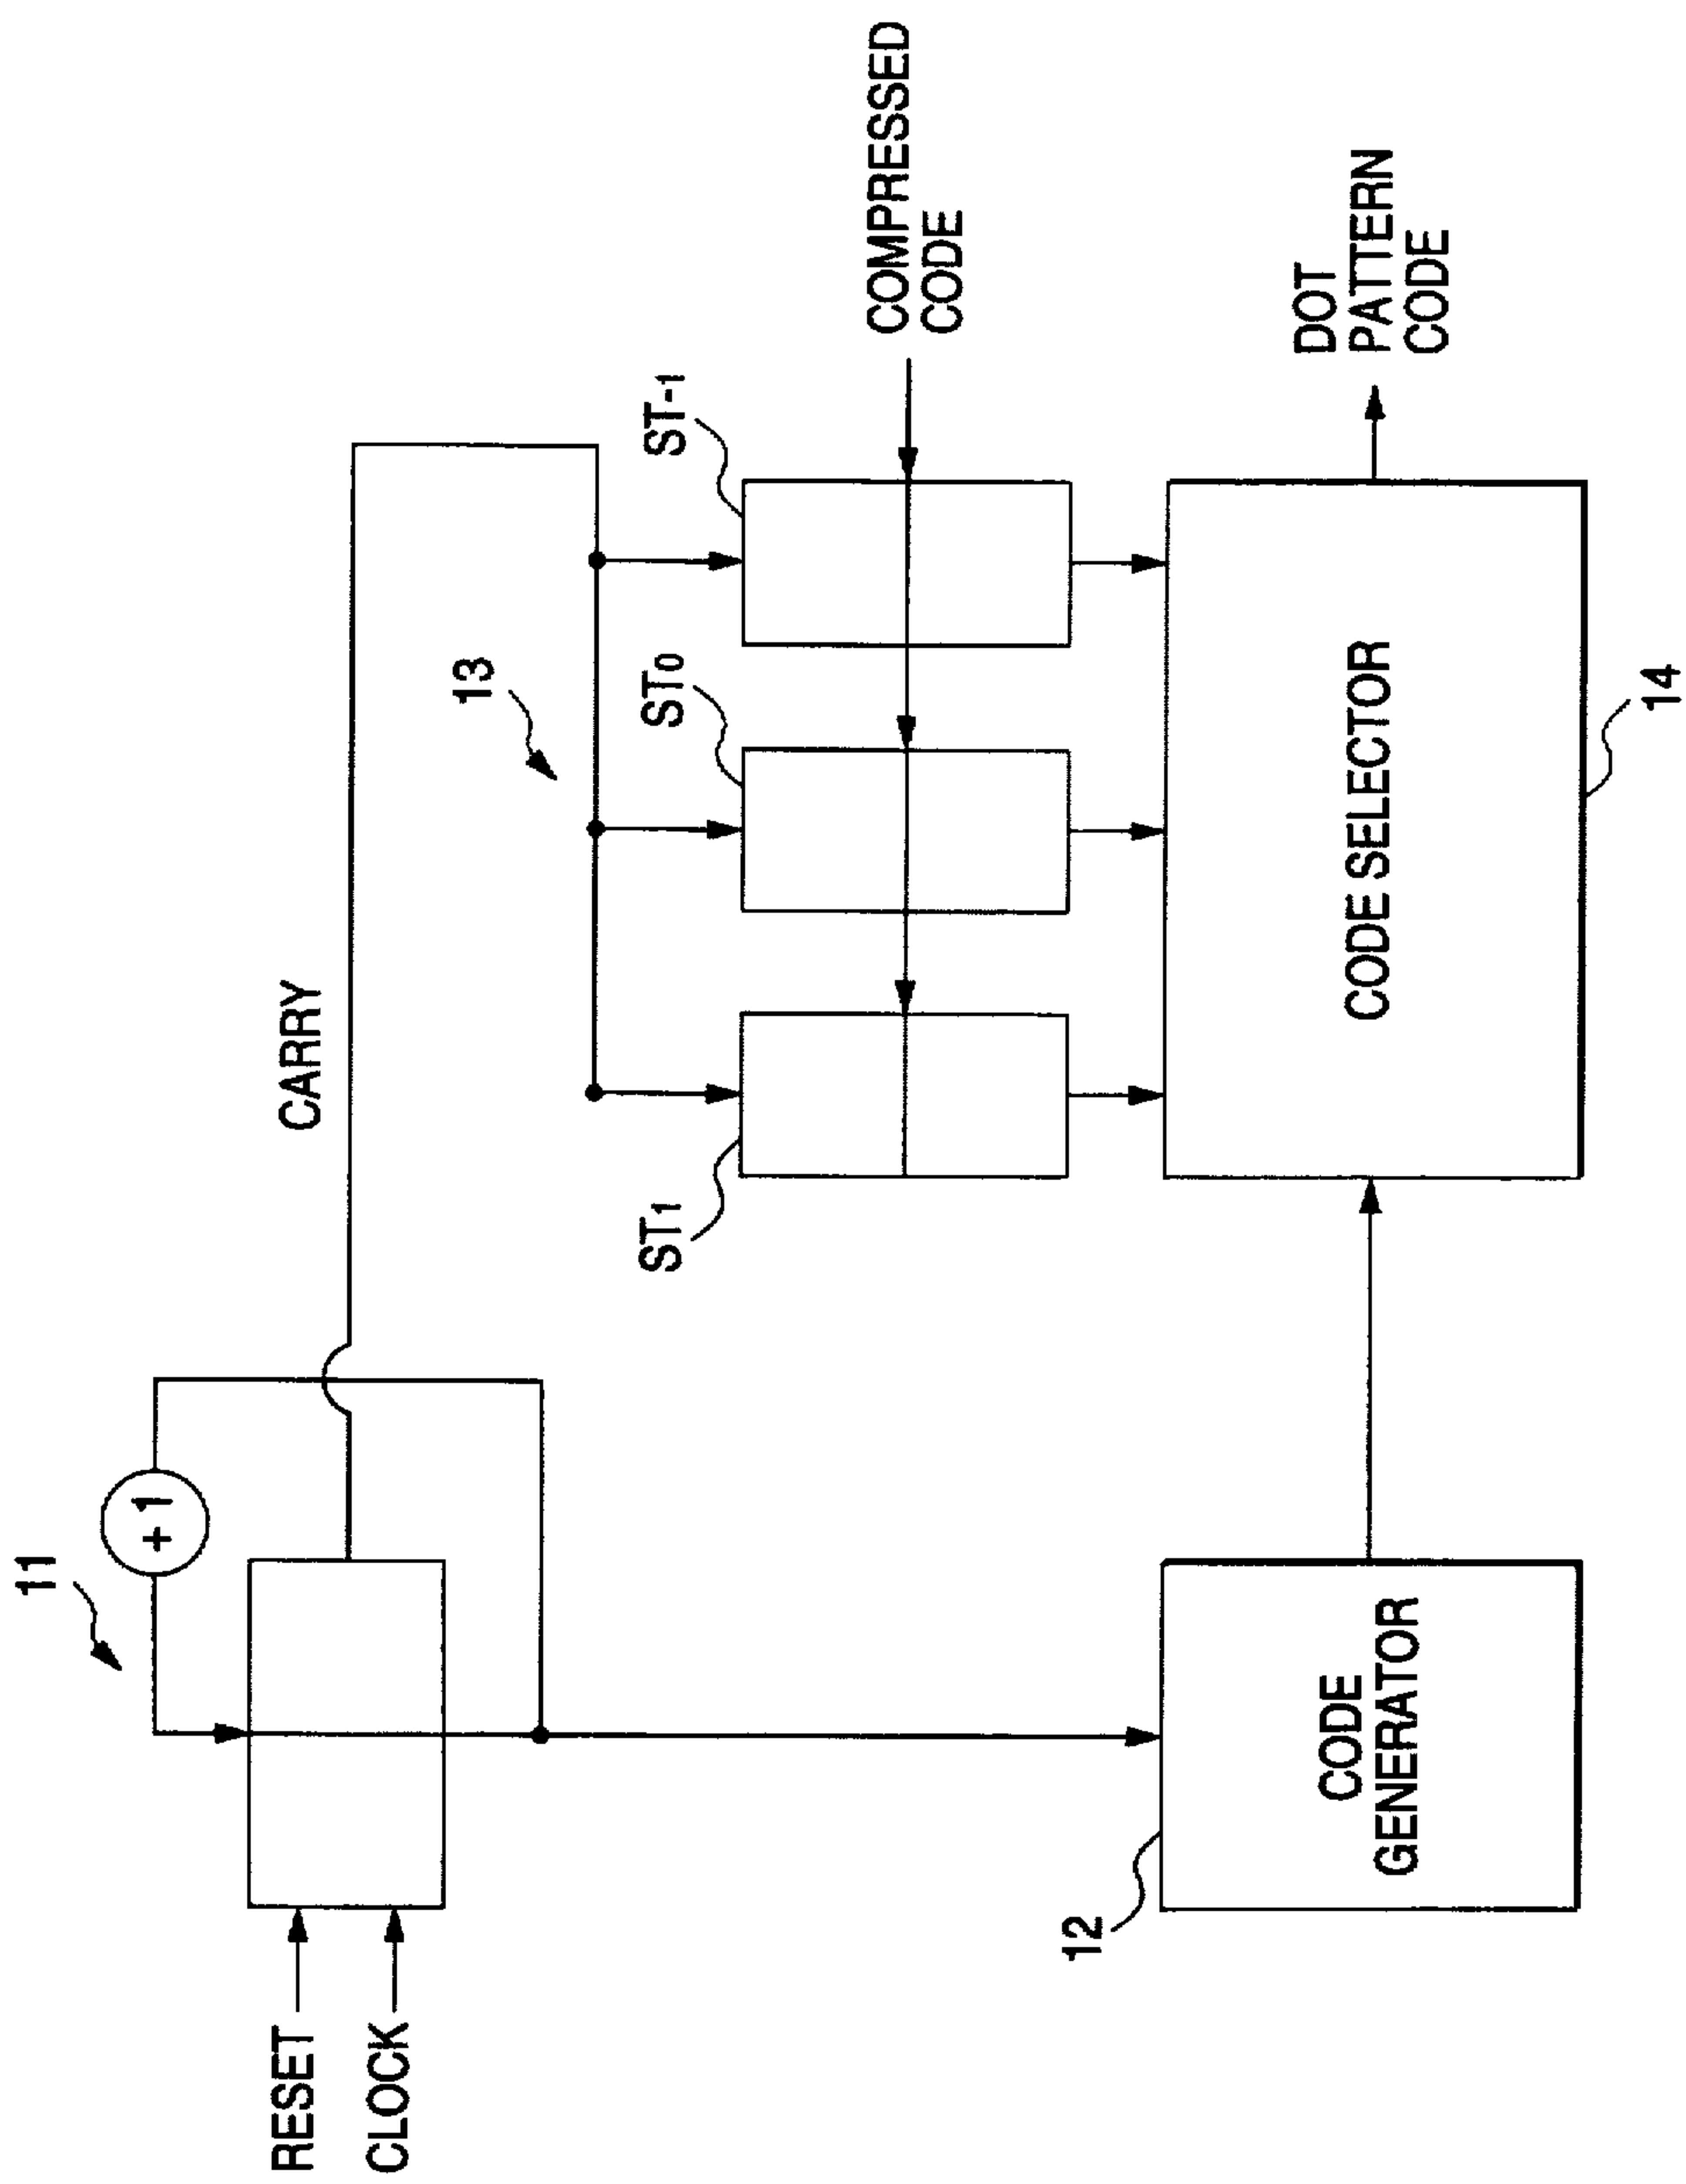 11
+ 1
RESET
CLOCK
CARRY
13
ST1
ST0
ST-1
COMPRESSED
CODE
12
CODE
GENERATOR
CODE SELECTOR
14
DOT
PATTERN
CODE